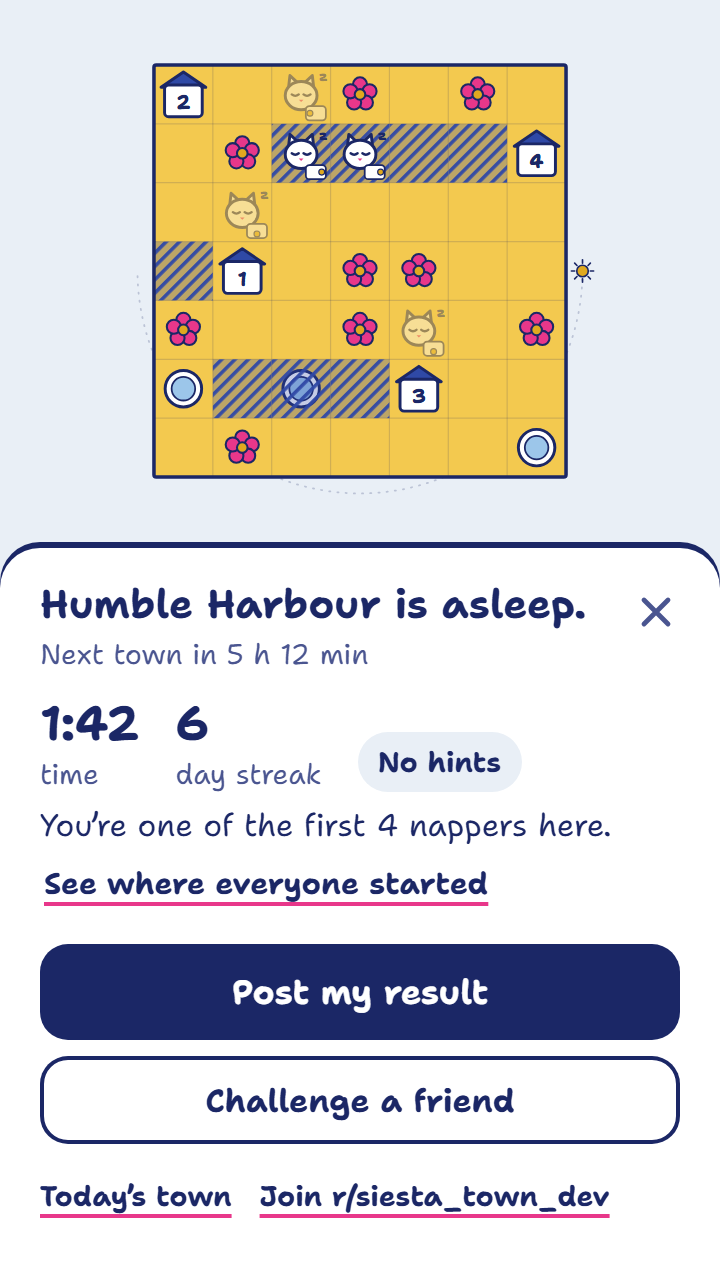 2
z
z
z
4
z
1
z
3
Humble Harbour is asleep.
Next town in 5 h 12 min
1:42 6
time day streak No hints
You're one of the first 4 nappers here.
See where everyone started
Post my result
Challenge a friend
Today's town Join r/siesta_town_dev